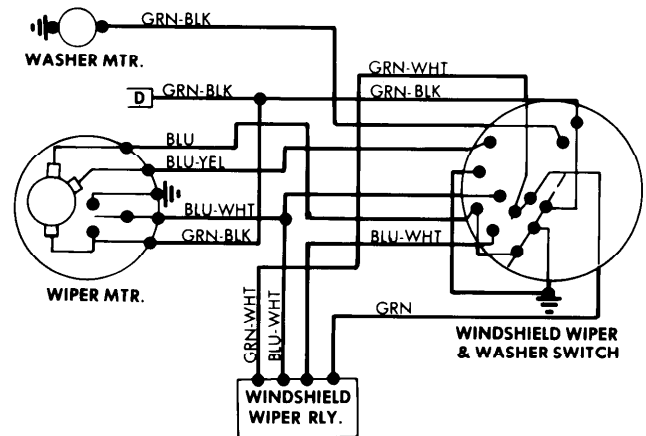 GRN-BLK
WASHER MTR.
GRN-WHT
D
GRN-BLK
GRN-BLK
BLU
BLU-YEL
BLU-WHT
GRN-BLK
BLU-WHT
WIPER MTR.
GRN-WHT
BLU-WHT
GRN
WINDSHIELD WIPER
& WASHER SWITCH
WINDSHIELD
WIPER RLY.